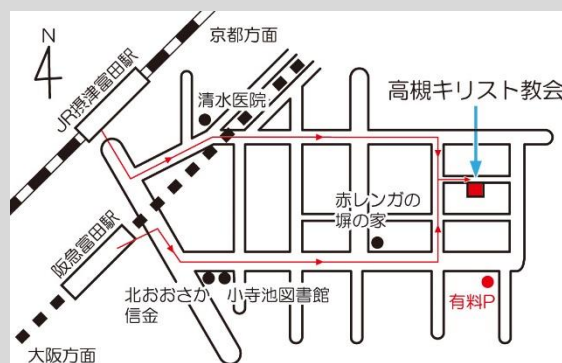 N
京都方面
JR摂津富田駅
清水医院
高槻キリスト教会
赤レンガの
塀の家
阪急富田駅
北おおさか
信金
小寺池図書館
有料P
大阪方面